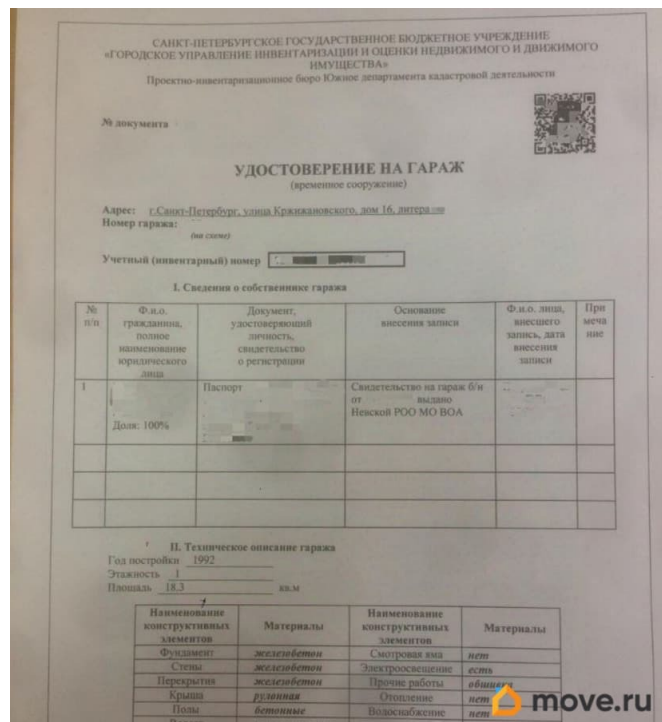 САНКТ-ПЕТЕРБУРГСКОЕ ГОСУДАРСТВЕННОЕ БЮДЖЕТНОЕ УЧРЕЖДЕНИЕ
«ГОРОДСКОЕ УПРАВЛЕНИЕ ИНВЕНТАРИЗАЦИИ И ОЦЕНКИ НЕДВИЖИМОГО И ДВИЖИМОГО
ИМУЩЕСТВА»
Проектно-инвентаризационное бюро Южное департамента кадастровой деятельности
№ документа
УДОСТОВЕРЕНИЕ НА ГАРАЖ
(временное сооружение)
Адрес: г.Санкт-Петербург, улица Кржижановского, дом 16, литера
Номер гаража:
(на схеме)
Учетный (инвентарный) номер
I. Сведения о собственнике гаража
№ п/п
Ф.и.о. гражданина, полное наименование юридического лица
Документ, удостоверяющий личность, свидетельство о регистрации
Основание внесения записи
Ф.и.о. лица, внесшего запись, дата внесения записи
При меча ние
1
Доля: 100%
Паспорт
Свидетельство на гараж б/н
от выдано
Невской РОО МО ВОА
II. Техническое описание гаража
Год постройки 1992
Этажность 1
Площадь 18.3 кв.м
Наименование конструктивных элементов Материалы Наименование конструктивных элементов Материалы
Фундамент железобетон Смотровая яма нет
Стены железобетон Электроосвещение есть
Перекрытия железобетон Прочие работы
Крыша рулонная Отопление нет
Полы бетонные Водоснабжение нет
move.ru